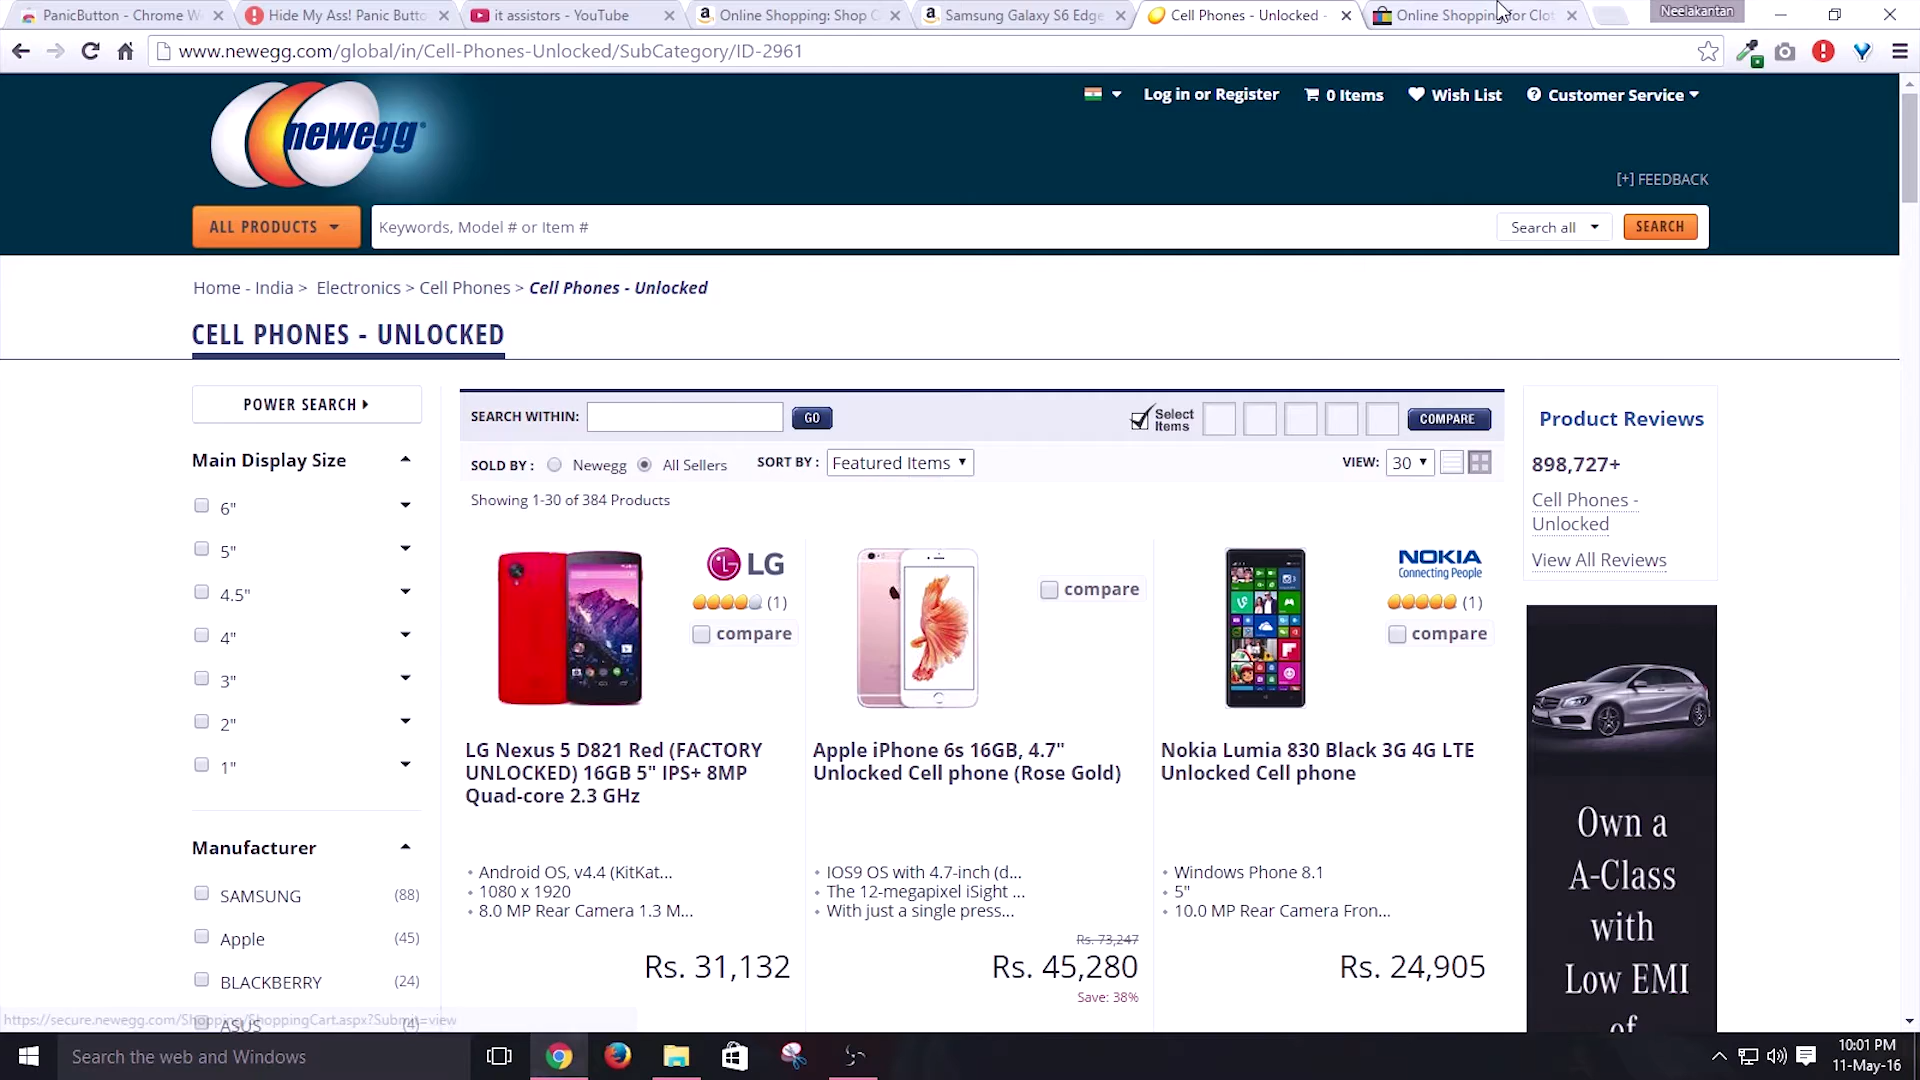 PanicButton - Chrome W
Hide My Ass! Panic Butto
it assistors - YouTube
Online Shopping: Shop C
Samsung Galaxy S6 Edge
Cell Phones - Unlocked -
Online Shopping for Clot
Neelakantan
www.newegg.com/global/in/Cell-Phones-Unlocked/SubCategory/ID-2961
newegg
Log in or Register
0 Items
Wish List
Customer Service
[+] FEEDBACK
ALL PRODUCTS
Keywords, Model # or Item #
Search all
SEARCH
Home - India > Electronics > Cell Phones > Cell Phones - Unlocked
CELL PHONES - UNLOCKED
POWER SEARCH
Main Display Size
6"
5"
4.5"
4"
3"
2"
1"
Manufacturer
SAMSUNG (88)
Apple (45)
BLACKBERRY (24)
ASUS (4)
SEARCH WITHIN:
GO
Select
Items
COMPARE
SOLD BY : Newegg All Sellers
SORT BY : Featured Items
VIEW: 30
Showing 1-30 of 384 Products
LG
(1)
compare
LG Nexus 5 D821 Red (FACTORY
UNLOCKED) 16GB 5" IPS+ 8MP
Quad-core 2.3 GHz
Android OS, v4.4 (KitKat...
1080 x 1920
8.0 MP Rear Camera 1.3 M...
Rs. 31,132
compare
Apple iPhone 6s 16GB, 4.7"
Unlocked Cell phone (Rose Gold)
IOS9 OS with 4.7-inch (d...
The 12-megapixel iSight ...
With just a single press...
Rs. 73,247
Rs. 45,280
Save: 38%
NOKIA
Connecting People
(1)
compare
Nokia Lumia 830 Black 3G 4G LTE
Unlocked Cell phone
Windows Phone 8.1
5"
10.0 MP Rear Camera Fron...
Rs. 24,905
Product Reviews
898,727+
Cell Phones -
Unlocked
View All Reviews
Own a
A-Class
with
Low EMI
of
https://secure.newegg.com/Shopping/ShoppingCart.aspx?Submit=view
Search the web and Windows
10:01 PM
11-May-16